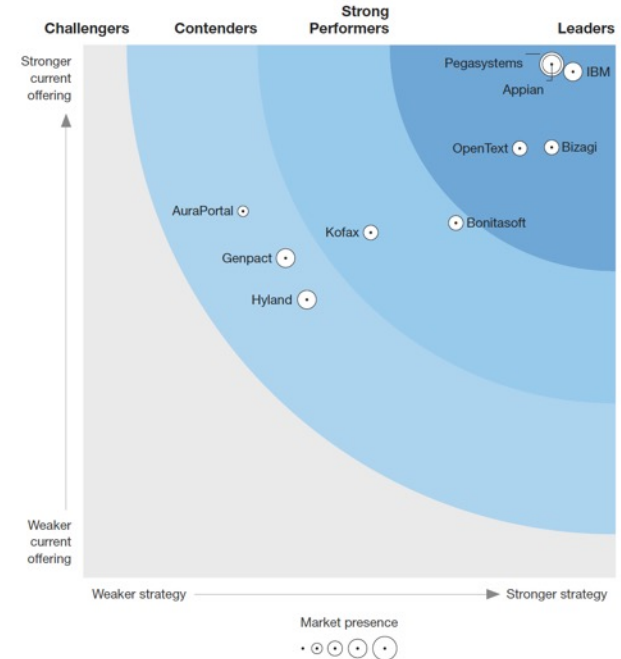 Challengers
Contenders
Strong
Performers
Leaders
Stronger
current
offering
Pegasystems
IBM
Appian
OpenText
Bizagi
AuraPortal
Bonitasoft
Kofax
Genpact
Hyland
Weaker
current
offering
Weaker strategy
Stronger strategy
Market presence